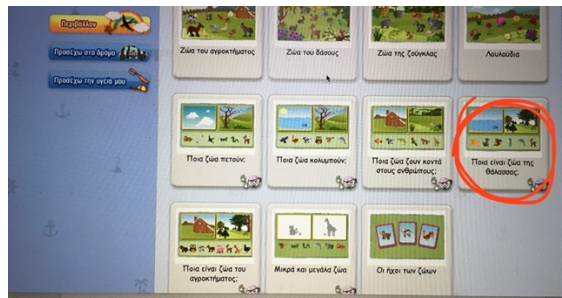 Περιβάλλον
Προσέχω στο δρόμο
Προσέχω την υγεία μου
Ζώα του αγροκτήματος
Ζώα του δάσους
Ζώα της ζούγκλας
Λουλούδια
Ποια ζώα πετούν;
Ποια ζώα κολυμπούν;
Ποια ζώα ζουν κοντά
στους ανθρώπους;
Ποια είναι ζώα της
θάλασσας;
Ποια είναι ζώα του
αγροκτήματος;
Μικρά και μεγάλα ζώα
Οι ήχοι των ζώων